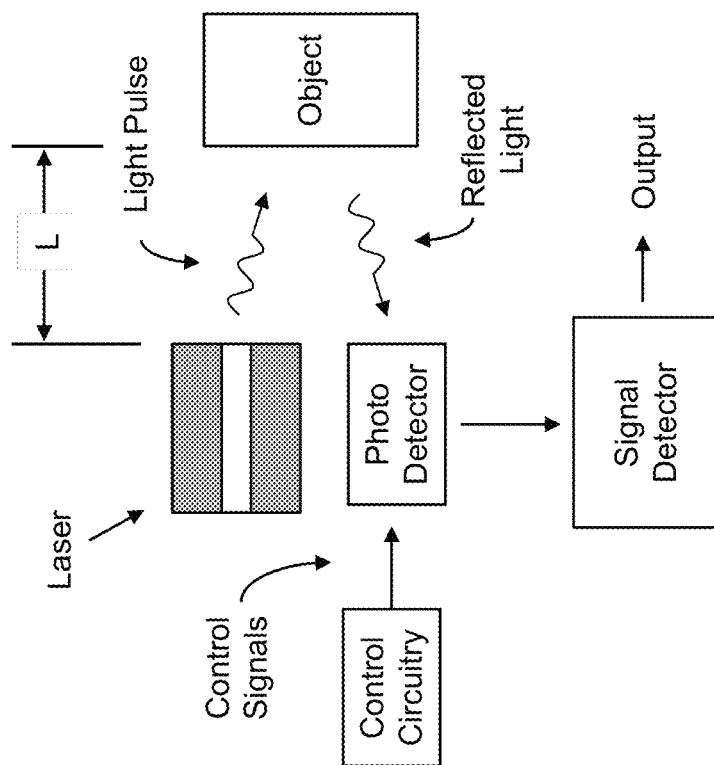 L
Light Pulse
Object
Reflected
Light
Laser
Photo
Detector
Control
Signals
Control
Circuitry
Signal
Detector
Output